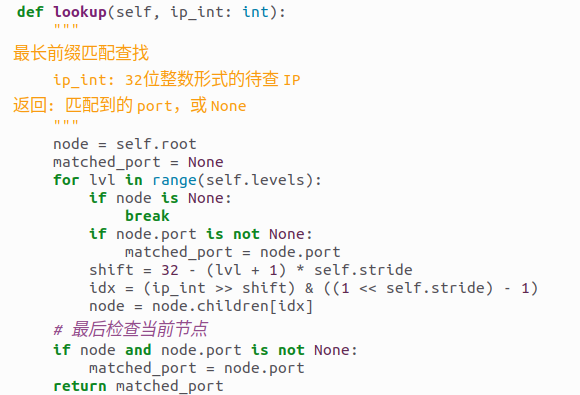 def lookup(self, ip_int: int):
    """
最长前缀匹配查找
    ip_int: 32位整数形式的待查 IP
返回: 匹配到的 port，或 None
    """
    node = self.root
    matched_port = None
    for lvl in range(self.levels):
        if node is None:
            break
        if node.port is not None:
            matched_port = node.port
        shift = 32 - (lvl + 1) * self.stride
        idx = (ip_int >> shift) & ((1 << self.stride) - 1)
        node = node.children[idx]
    # 最后检查当前节点
    if node and node.port is not None:
        matched_port = node.port
    return matched_port